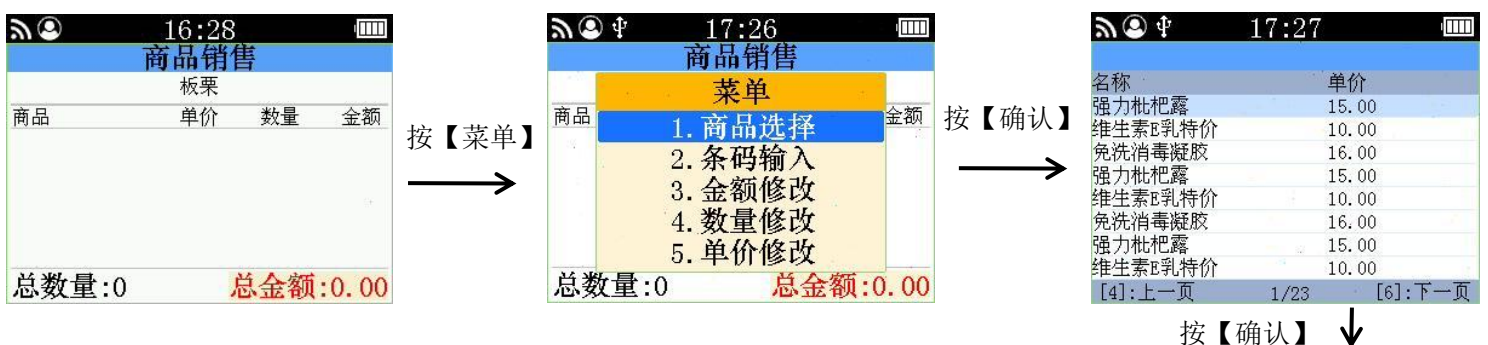 16:28
商品销售
板栗
商品 单价 数量 金额
总数量:0 总金额:0.00
按【菜单】
17:26
商品销售
菜单
商品 金额
1.商品选择
2.条码输入
3.金额修改
4.数量修改
5.单价修改
总数量:0 总金额:0.00
按【确认】
17:27
名称 单价
强力枇杷露 15.00
维生素E乳特价 10.00
免洗消毒凝胶 16.00
强力枇杷露 15.00
维生素E乳特价 10.00
免洗消毒凝胶 16.00
强力枇杷露 15.00
维生素E乳特价 10.00
[4]:上一页 1/23 [6]:下一页
按【确认】